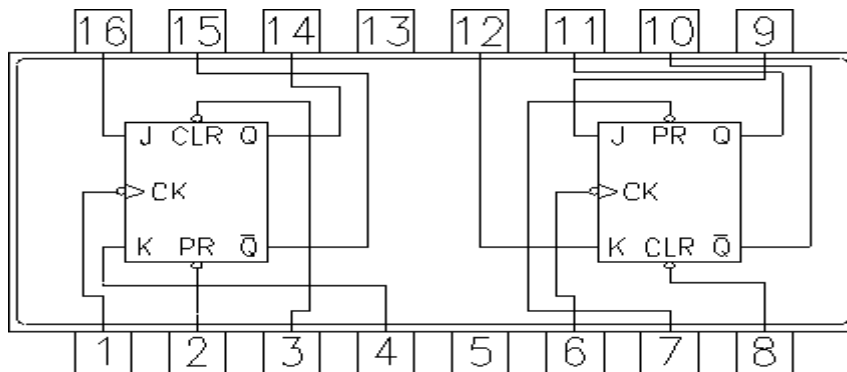 16 15 14 13 12 11 10 9
J CLR Q J PR Q
CK CK
K PR Q̅ K CLR Q̅
1 2 3 4 5 6 7 8